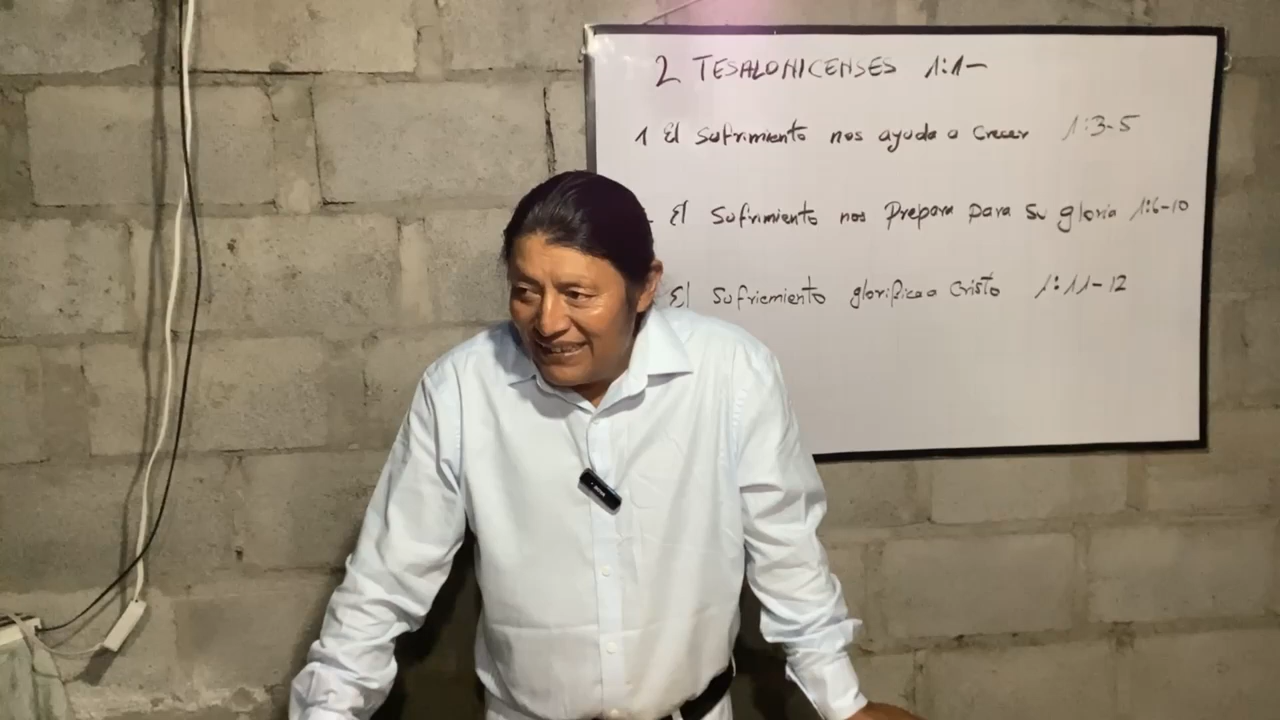 2 TESALONICENSES 1:1-
1 El Sufrimiento nos ayuda a Crecer 1:3-5
- El Sufrimiento nos Prepara para Su gloria 1:6-10
El Sufriemiento glorifica a Cristo 1:11-12